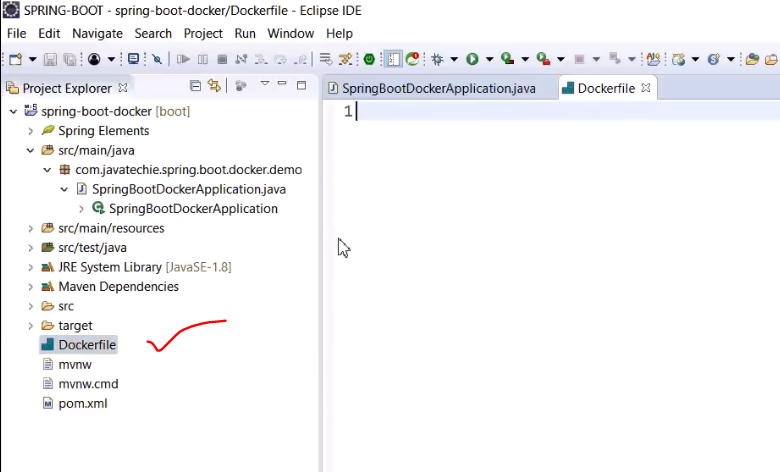 SPRING-BOOT - spring-boot-docker/Dockerfile - Eclipse IDE
File Edit Navigate Search Project Run Window Help
Project Explorer
SpringBootDockerApplication.java Dockerfile
1
spring-boot-docker [boot]
Spring Elements
src/main/java
com.javatechie.spring.boot.docker.demo
SpringBootDockerApplication.java
SpringBootDockerApplication
src/main/resources
src/test/java
JRE System Library [JavaSE-1.8]
Maven Dependencies
src
target
Dockerfile
mvnw
mvnw.cmd
pom.xml